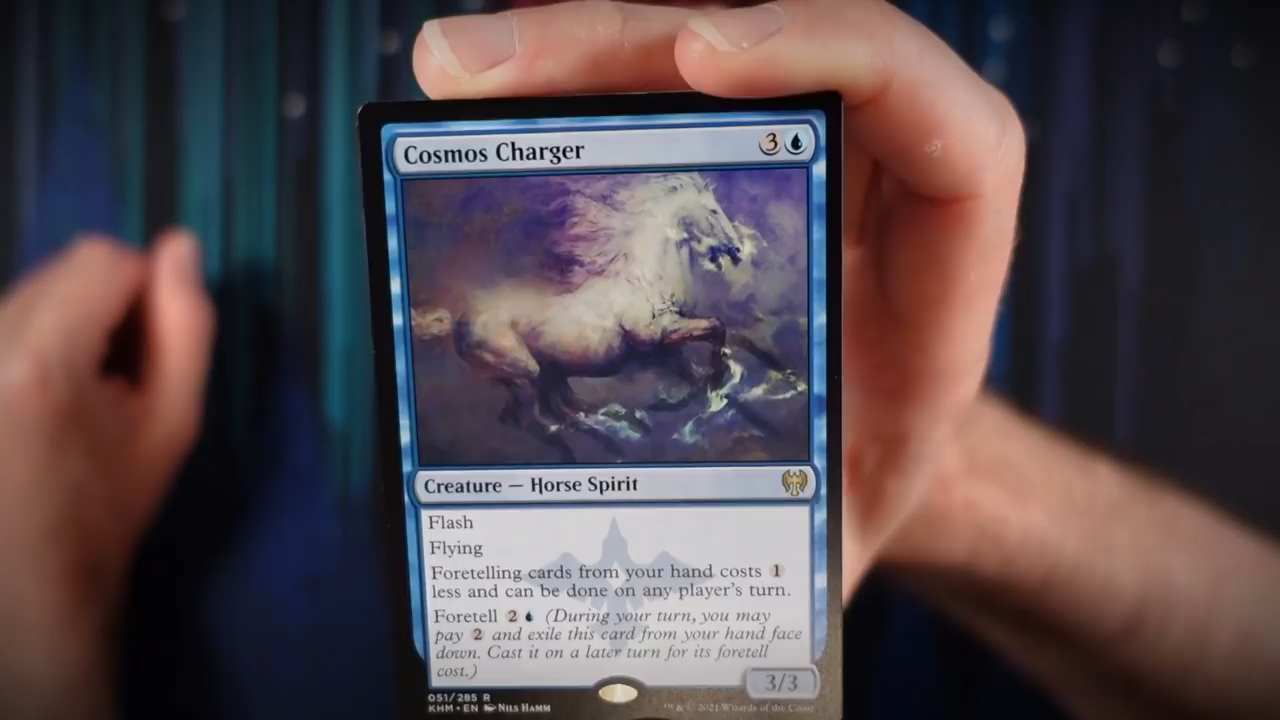 Cosmos Charger 3
Creature — Horse Spirit
Flash
Flying
Foretelling cards from your hand costs 1
less and can be done on any player's turn.
Foretell 2 (During your turn, you may
pay 2 and exile this card from your hand face
down. Cast it on a later turn for its foretell
cost.)
3/3
051/285 R
KHM • EN NILS HAMM
™ & © 2021 Wizards of the Coast